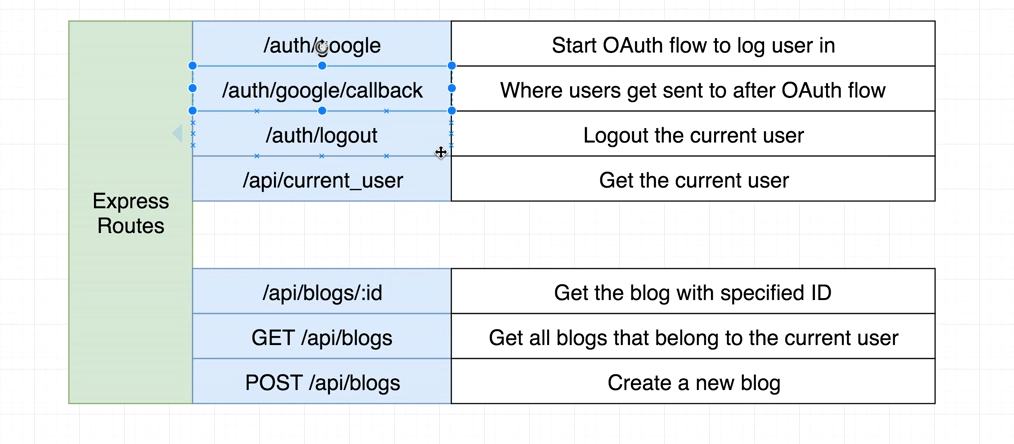 /auth/google
Start OAuth flow to log user in
/auth/google/callback
Where users get sent to after OAuth flow
/auth/logout
Logout the current user
/api/current_user
Get the current user
Express
Routes
/api/blogs/:id
Get the blog with specified ID
GET /api/blogs
Get all blogs that belong to the current user
POST /api/blogs
Create a new blog